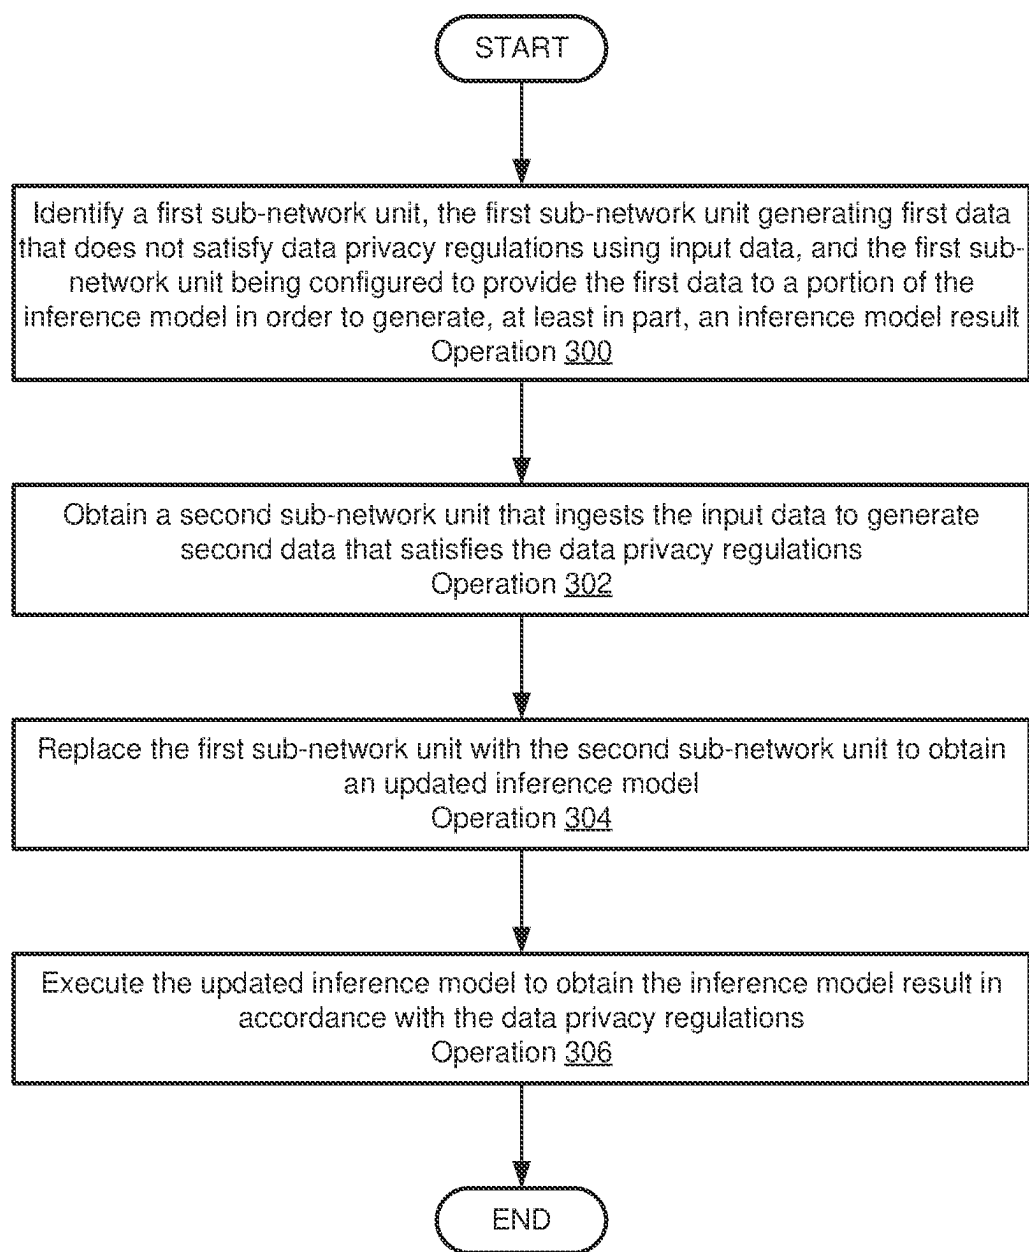 START
Identify a first sub-network unit, the first sub-network unit generating first data
that does not satisfy data privacy regulations using input data, and the first sub-
network unit being configured to provide the first data to a portion of the
inference model in order to generate, at least in part, an inference model result
Operation 300
Obtain a second sub-network unit that ingests the input data to generate
second data that satisfies the data privacy regulations
Operation 302
Replace the first sub-network unit with the second sub-network unit to obtain
an updated inference model
Operation 304
Execute the updated inference model to obtain the inference model result in
accordance with the data privacy regulations
Operation 306
END